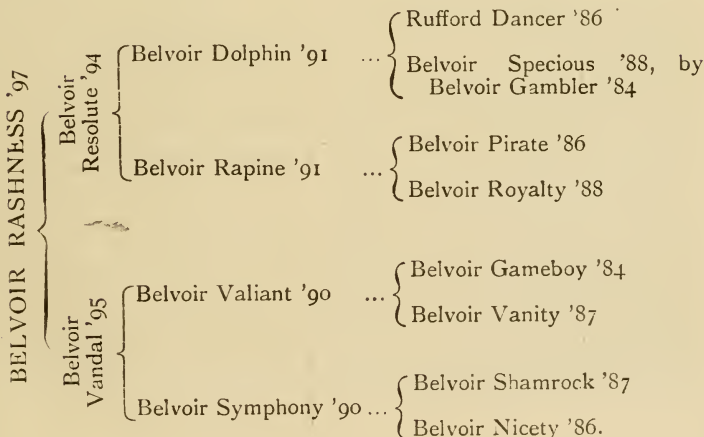 BELVOIR RASHNESS '97
Belvoir
Resolute '94
Belvoir Dolphin '91 ...
Rufford Dancer '86
Belvoir Specious '88, by
Belvoir Gambler '84
Belvoir Rapine '91 ...
Belvoir Pirate '86
Belvoir Royalty '88
Belvoir
Vandal '95
Belvoir Valiant '90 ...
Belvoir Gameboy '84
Belvoir Vanity '87
Belvoir Symphony '90 ...
Belvoir Shamrock '87
Belvoir Nicety '86.